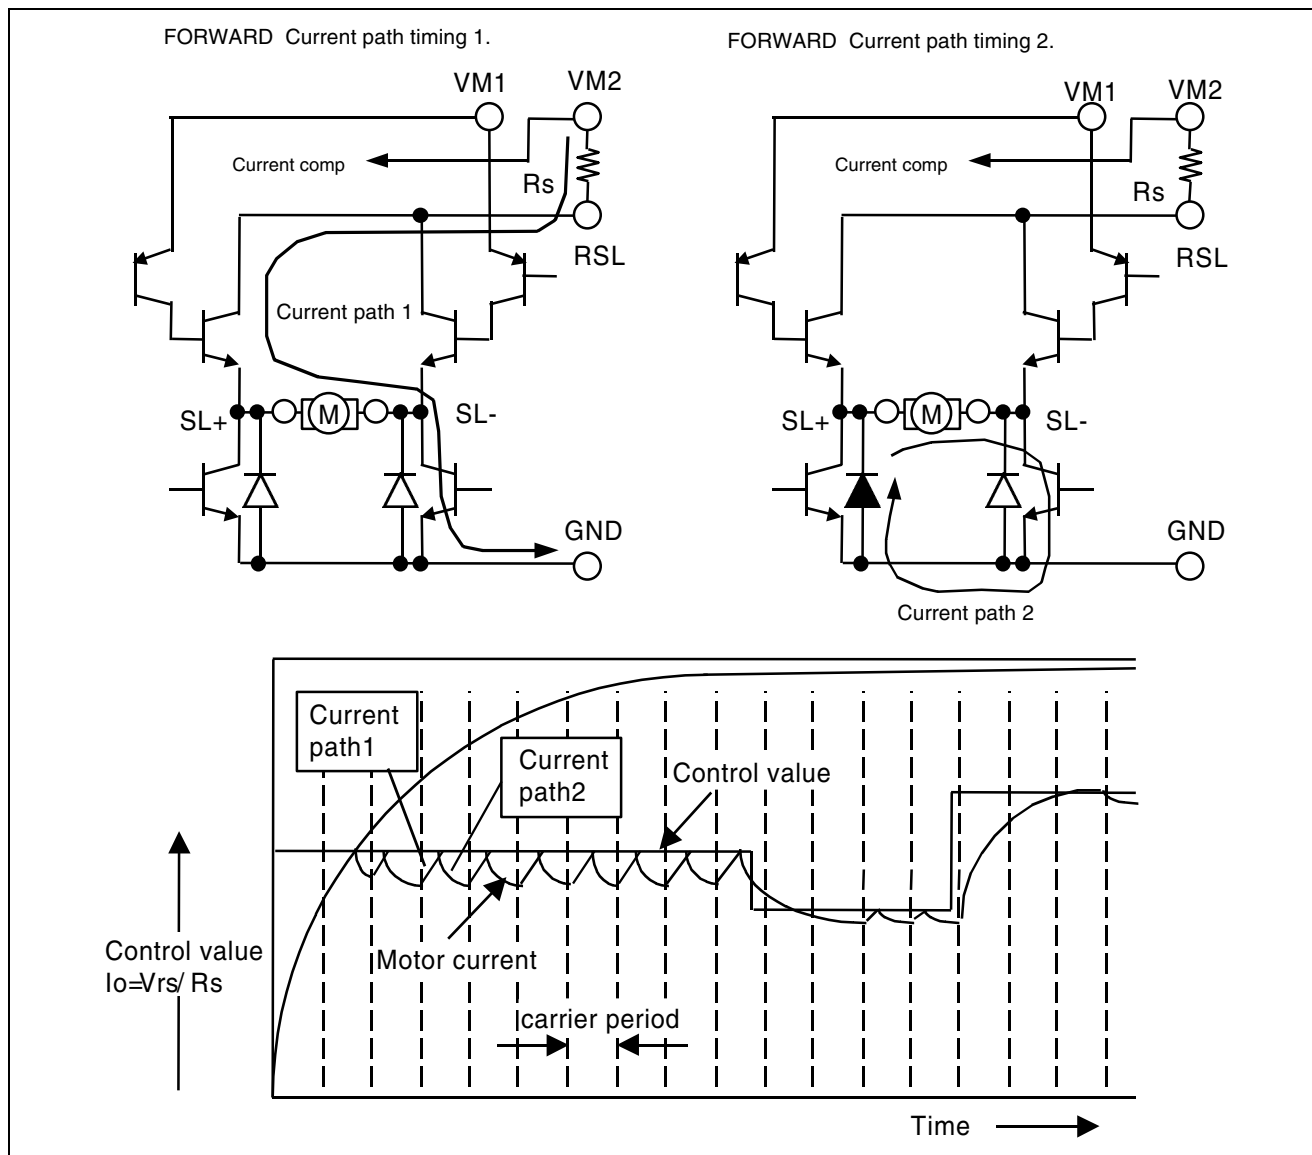 FORWARD Current path timing 1.
VM1
VM2
Current comp
Rs
RSL
Current path 1
SL+
M
SL-
GND
FORWARD Current path timing 2.
VM1
VM2
Current comp
Rs
RSL
SL+
M
SL-
GND
Current path 2
Current
path1
Current
path2
Control value
Motor current
Control value
Io=Vrs/ Rs
carrier period
Time